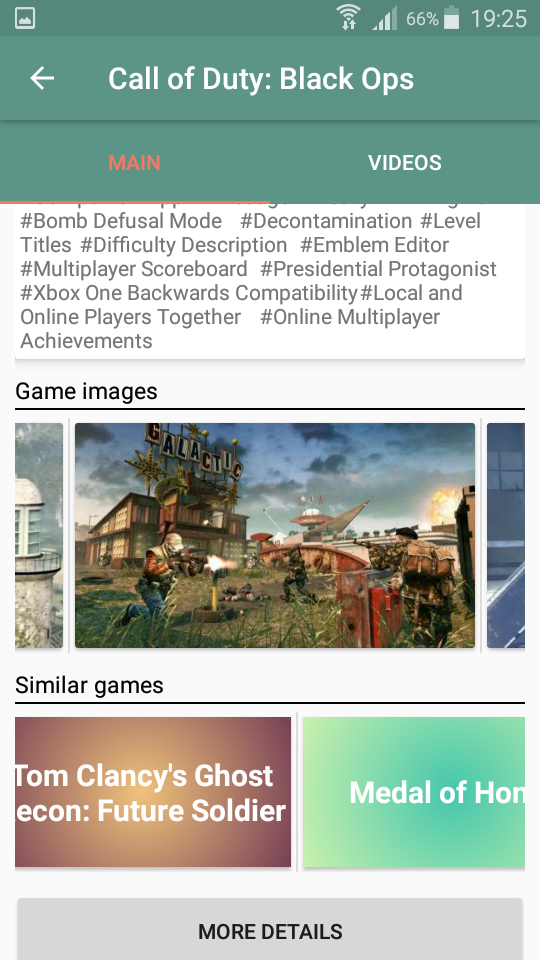 66% 19:25
Call of Duty: Black Ops
MAIN VIDEOS
#Bomb Defusal Mode #Decontamination #Level
Titles #Difficulty Description #Emblem Editor
#Multiplayer Scoreboard #Presidential Protagonist
#Xbox One Backwards Compatibility#Local and
Online Players Together #Online Multiplayer
Achievements
Game images
GALACTIC
Similar games
Tom Clancy's Ghost
econ: Future Soldier
Medal of Hon
MORE DETAILS